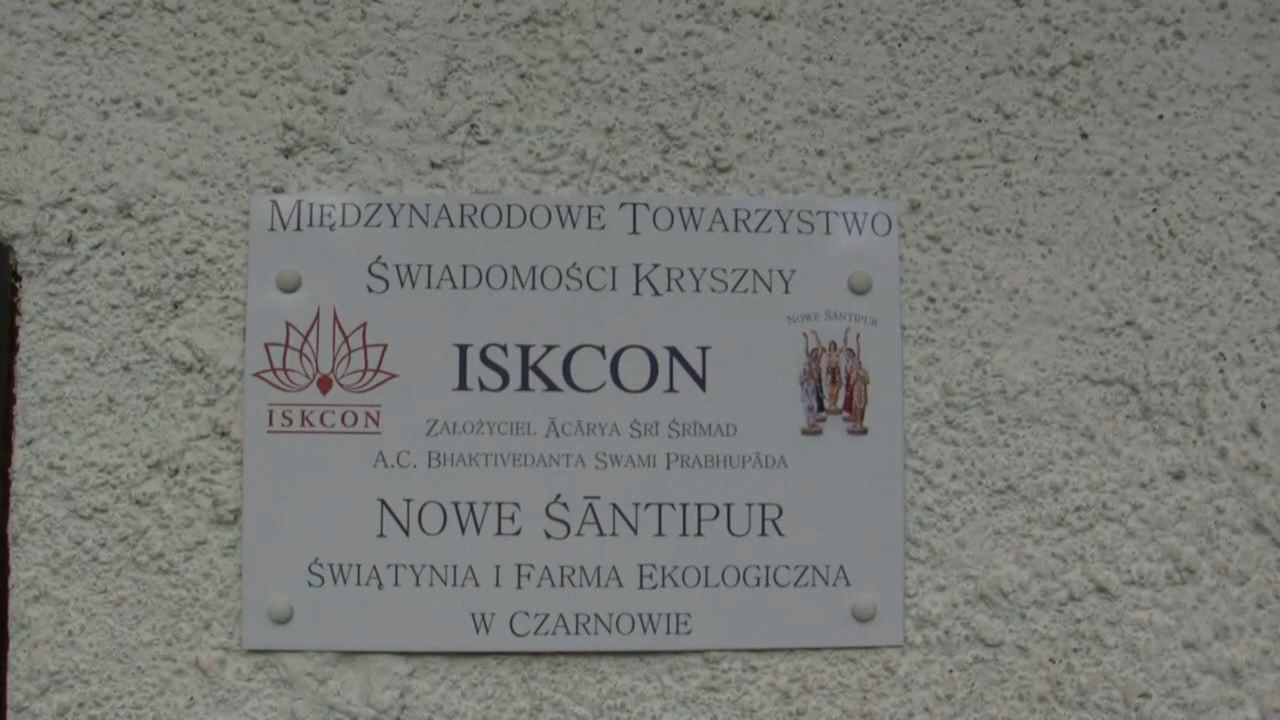 Międzynarodowe Towarzystwo
Świadomości Kryszny
Nowe Śāntipur
ISKCON
ISKCON
Założyciel Ācārya Śrī Śrīmad
A.C. Bhaktivedanta Swami Prabhupāda
Nowe Śāntipur
Świątynia i Farma Ekologiczna
w Czarnowie